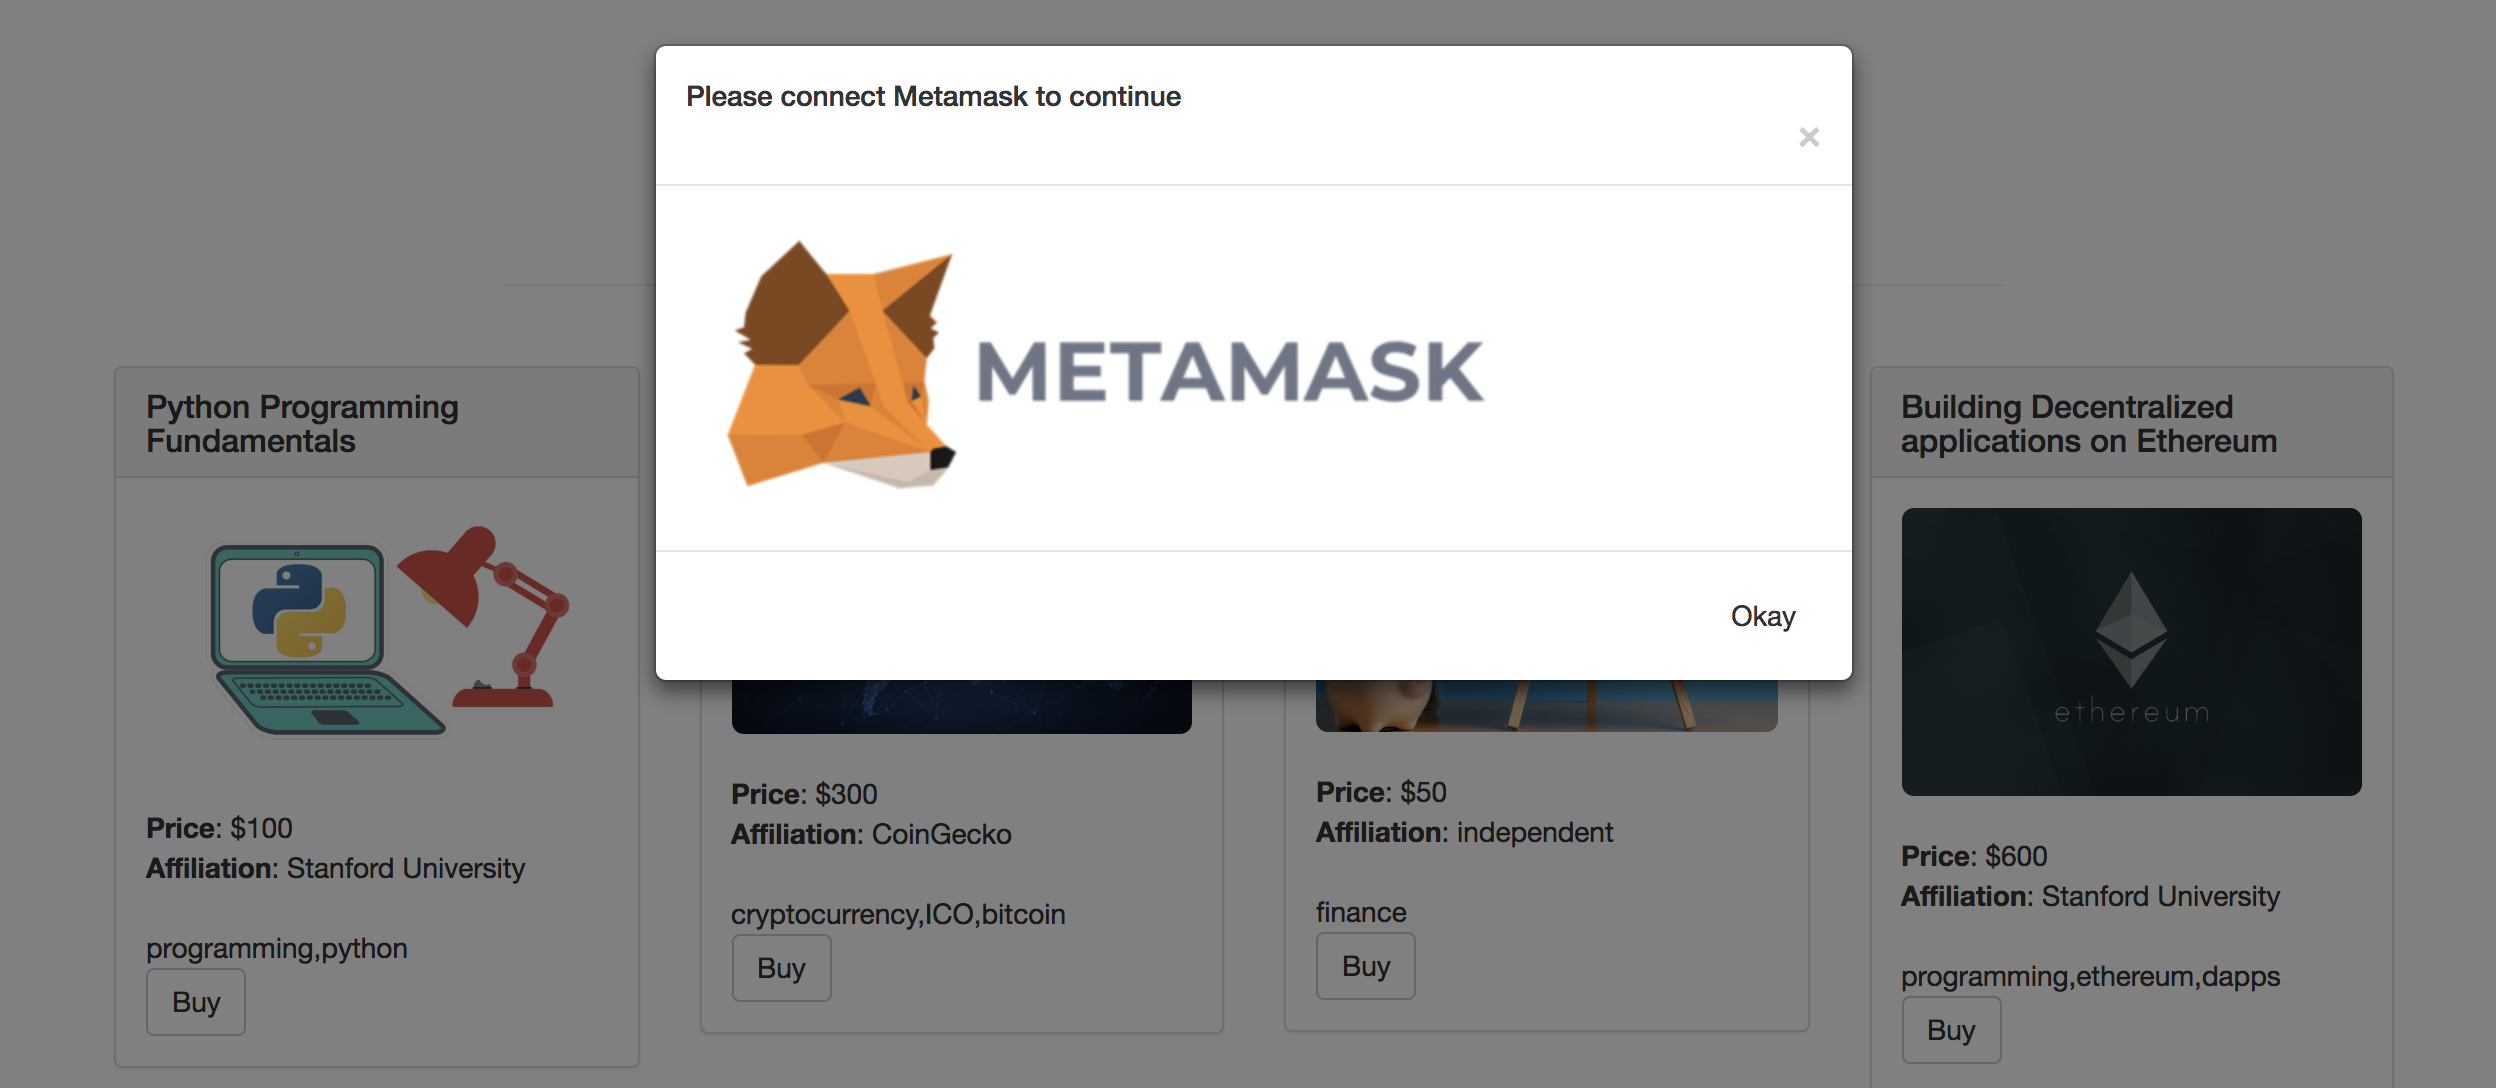 Please connect Metamask to continue
×
METAMASK
Okay
Python Programming
Fundamentals
Price: $100
Affiliation: Stanford University
programming,python
Buy
Price: $300
Affiliation: CoinGecko
cryptocurrency,ICO,bitcoin
Buy
Price: $50
Affiliation: independent
finance
Buy
Building Decentralized
applications on Ethereum
ethereum
Price: $600
Affiliation: Stanford University
programming,ethereum,dapps
Buy